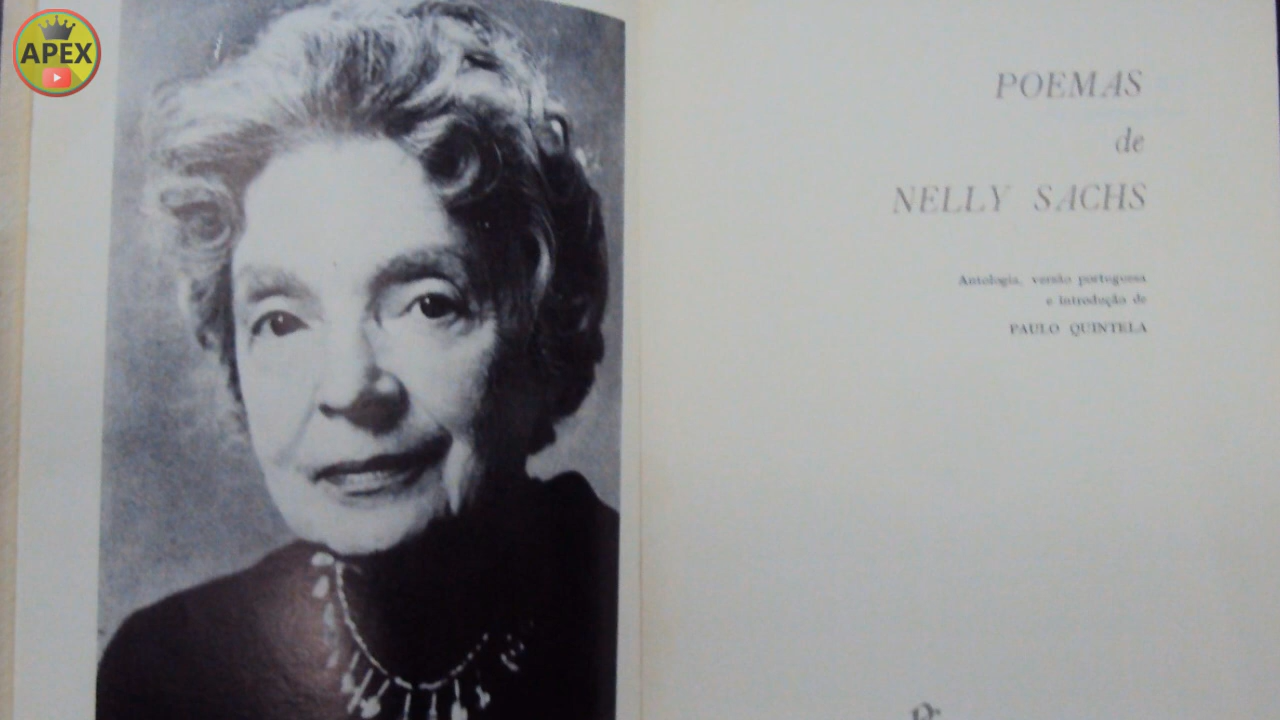 APEX
POEMAS
de
NELLY SACHS
Antologia, versão portuguesa
e introdução de
PAULO QUINTELA